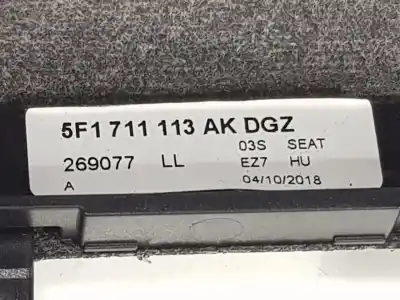 5F1 711 113 AK DGZ
269077 LL 03S SEAT
A EZ7 HU
04/10/2018